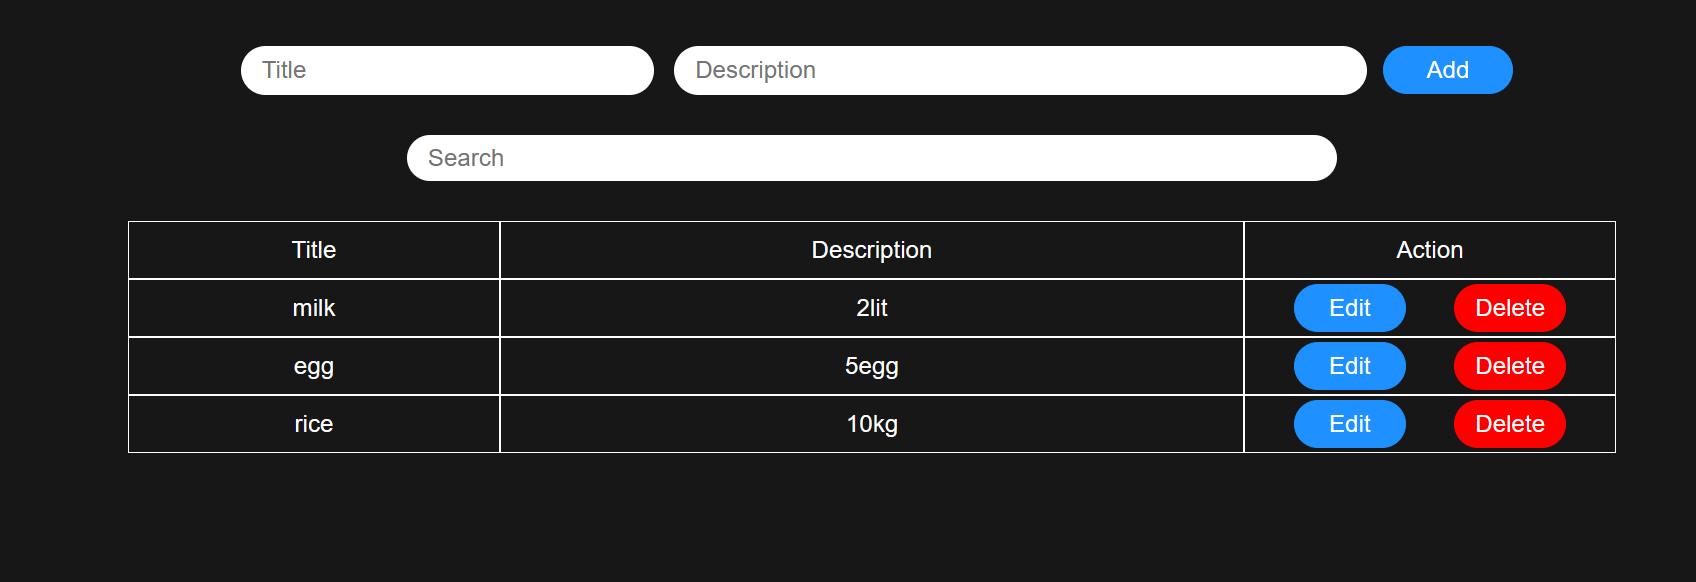 Title Description Add
Search
Title Description Action
milk 2lit Edit Delete
egg 5egg Edit Delete
rice 10kg Edit Delete